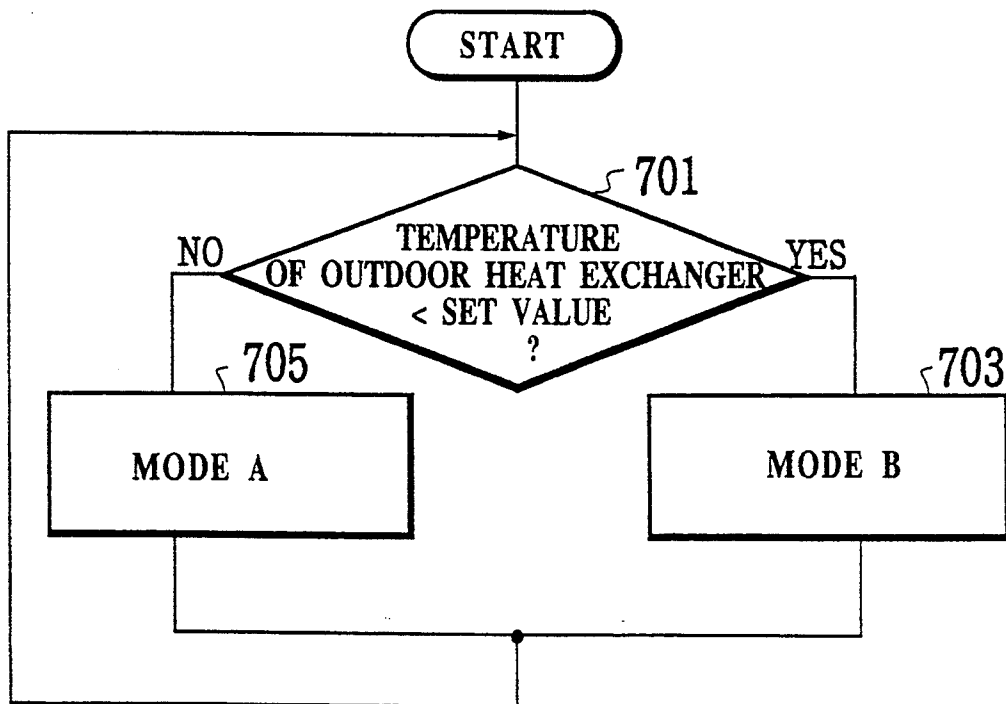 START
701
TEMPERATURE
OF OUTDOOR HEAT EXCHANGER
< SET VALUE
?
NO
YES
705
703
MODE A
MODE B